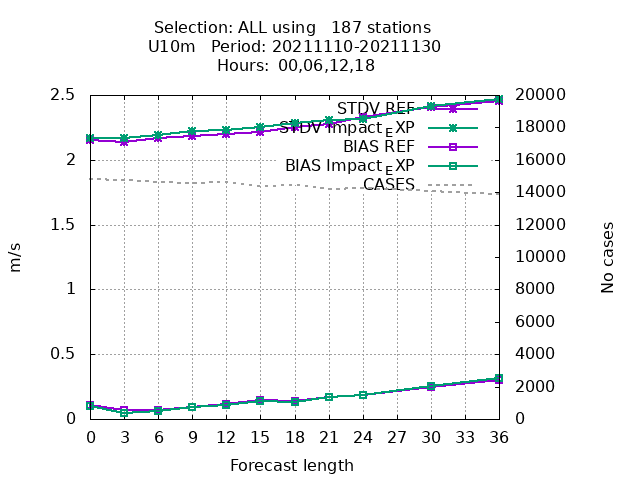 Selection: ALL using   187 stations
U10m   Period: 20211110-20211130
Hours:  00,06,12,18
2.5
2
1.5
1
0.5
0
m/s
20000
18000
16000
14000
12000
10000
8000
6000
4000
2000
0
No cases
STDV REF
STDV Impact_EXP
BIAS REF
BIAS Impact_EXP
CASES
0 3 6 9 12 15 18 21 24 27 30 33 36
Forecast length